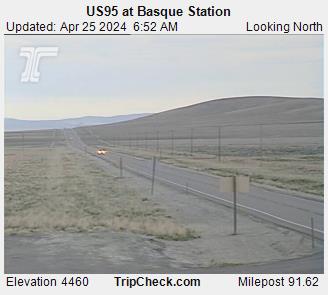 US95 at Basque Station
Updated: Apr 25 2024 6:52 AM Looking North
Elevation 4460 TripCheck.com Milepost 91.62